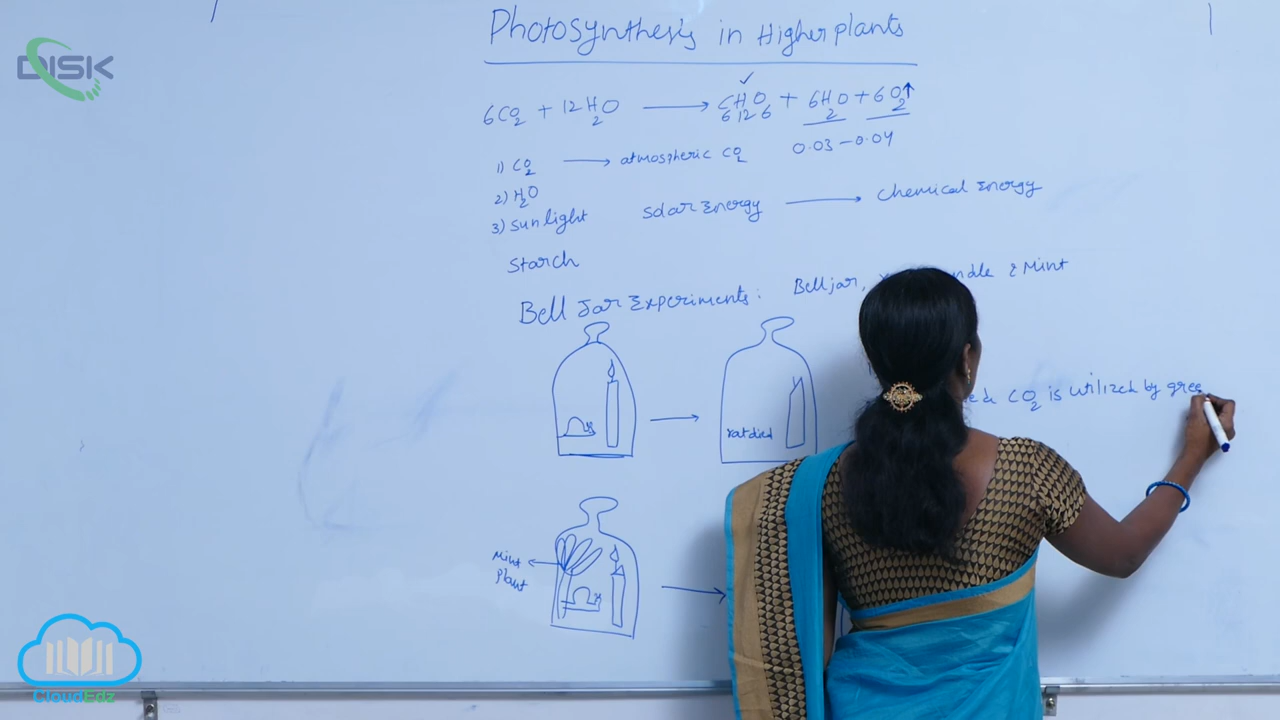 DISK
Photosynthesis in Higher plants
6CO2 + 12H2O → C6H12O6 + 6H2O + 6O2↑
✓
0.03 – 0.04
1) CO2 → atmospheric CO2
2) H2O
3) sunlight
solar Energy → chemical Energy
Starch
Bell Jar Experiments: Bell jar, &Mint
rat died
CO2 is utilized by gree
Mint
plant
CloudEdz